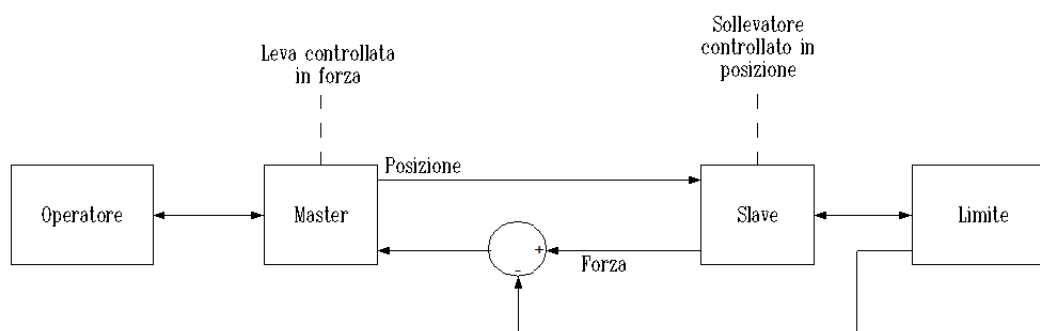 Sollevatore
controllato in
posizione
Leva controllata
in forza
Posizione
Operatore
Master
Slave
Limite
+
-
Forza